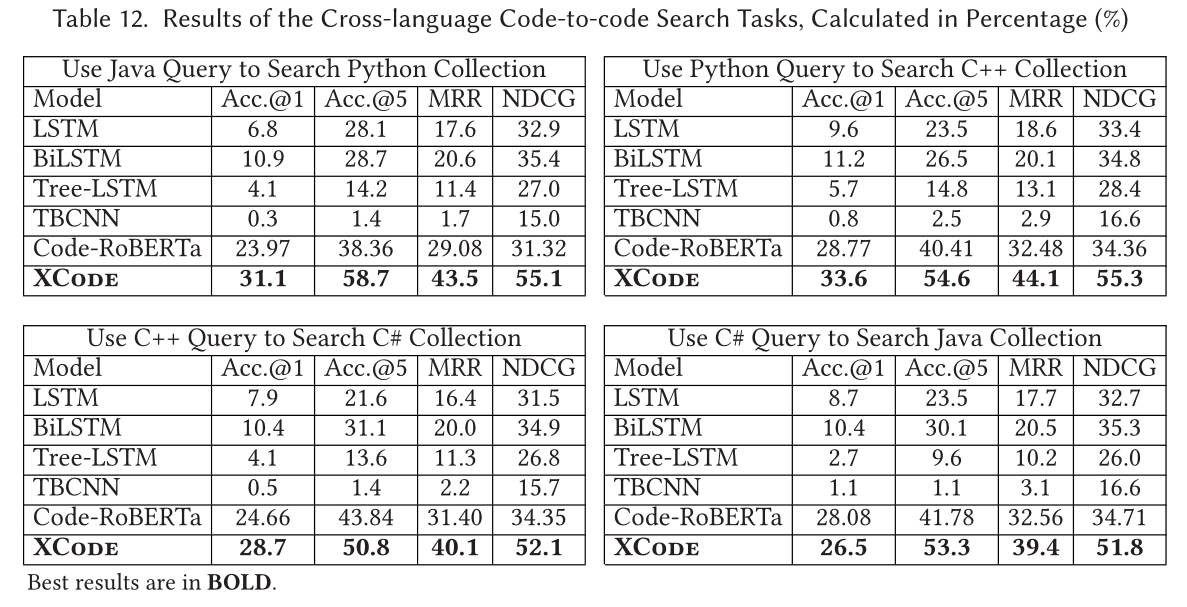 Table 12. Results of the Cross-language Code-to-code Search Tasks, Calculated in Percentage (%)
Use Java Query to Search Python Collection
Model Acc.@1 Acc.@5 MRR NDCG
LSTM 6.8 28.1 17.6 32.9
BiLSTM 10.9 28.7 20.6 35.4
Tree-LSTM 4.1 14.2 11.4 27.0
TBCNN 0.3 1.4 1.7 15.0
Code-RoBERTa 23.97 38.36 29.08 31.32
XCODE 31.1 58.7 43.5 55.1
Use Python Query to Search C++ Collection
Model Acc.@1 Acc.@5 MRR NDCG
LSTM 9.6 23.5 18.6 33.4
BiLSTM 11.2 26.5 20.1 34.8
Tree-LSTM 5.7 14.8 13.1 28.4
TBCNN 0.8 2.5 2.9 16.6
Code-RoBERTa 28.77 40.41 32.48 34.36
XCODE 33.6 54.6 44.1 55.3
Use C++ Query to Search C# Collection
Model Acc.@1 Acc.@5 MRR NDCG
LSTM 7.9 21.6 16.4 31.5
BiLSTM 10.4 31.1 20.0 34.9
Tree-LSTM 4.1 13.6 11.3 26.8
TBCNN 0.5 1.4 2.2 15.7
Code-RoBERTa 24.66 43.84 31.40 34.35
XCODE 28.7 50.8 40.1 52.1
Use C# Query to Search Java Collection
Model Acc.@1 Acc.@5 MRR NDCG
LSTM 8.7 23.5 17.7 32.7
BiLSTM 10.4 30.1 20.5 35.3
Tree-LSTM 2.7 9.6 10.2 26.0
TBCNN 1.1 1.1 3.1 16.6
Code-RoBERTa 28.08 41.78 32.56 34.71
XCODE 26.5 53.3 39.4 51.8
Best results are in BOLD.